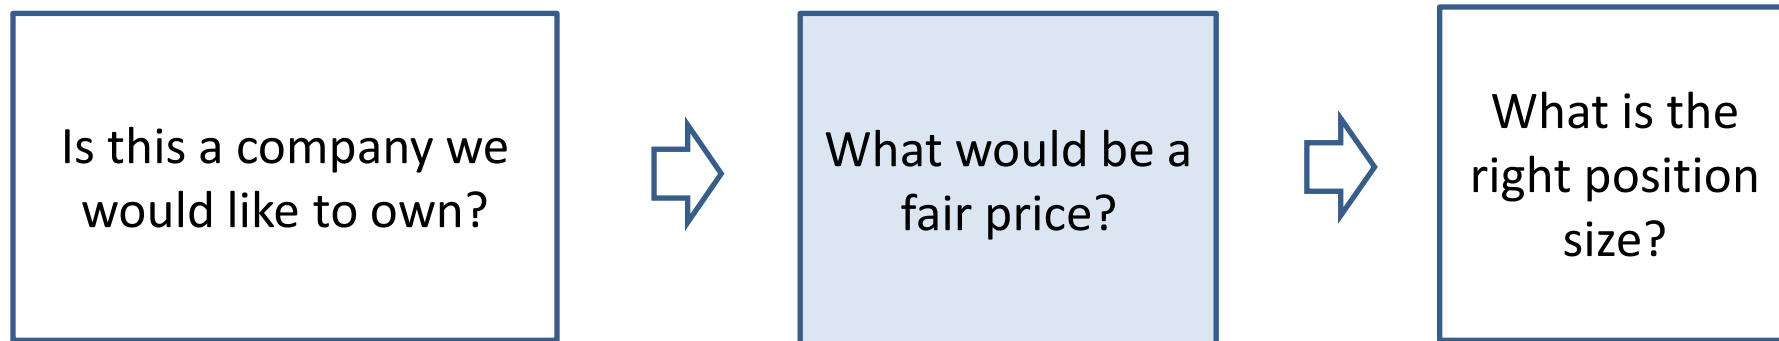 Is this a company we
would like to own?
What would be a
fair price?
What is the
right position
size?